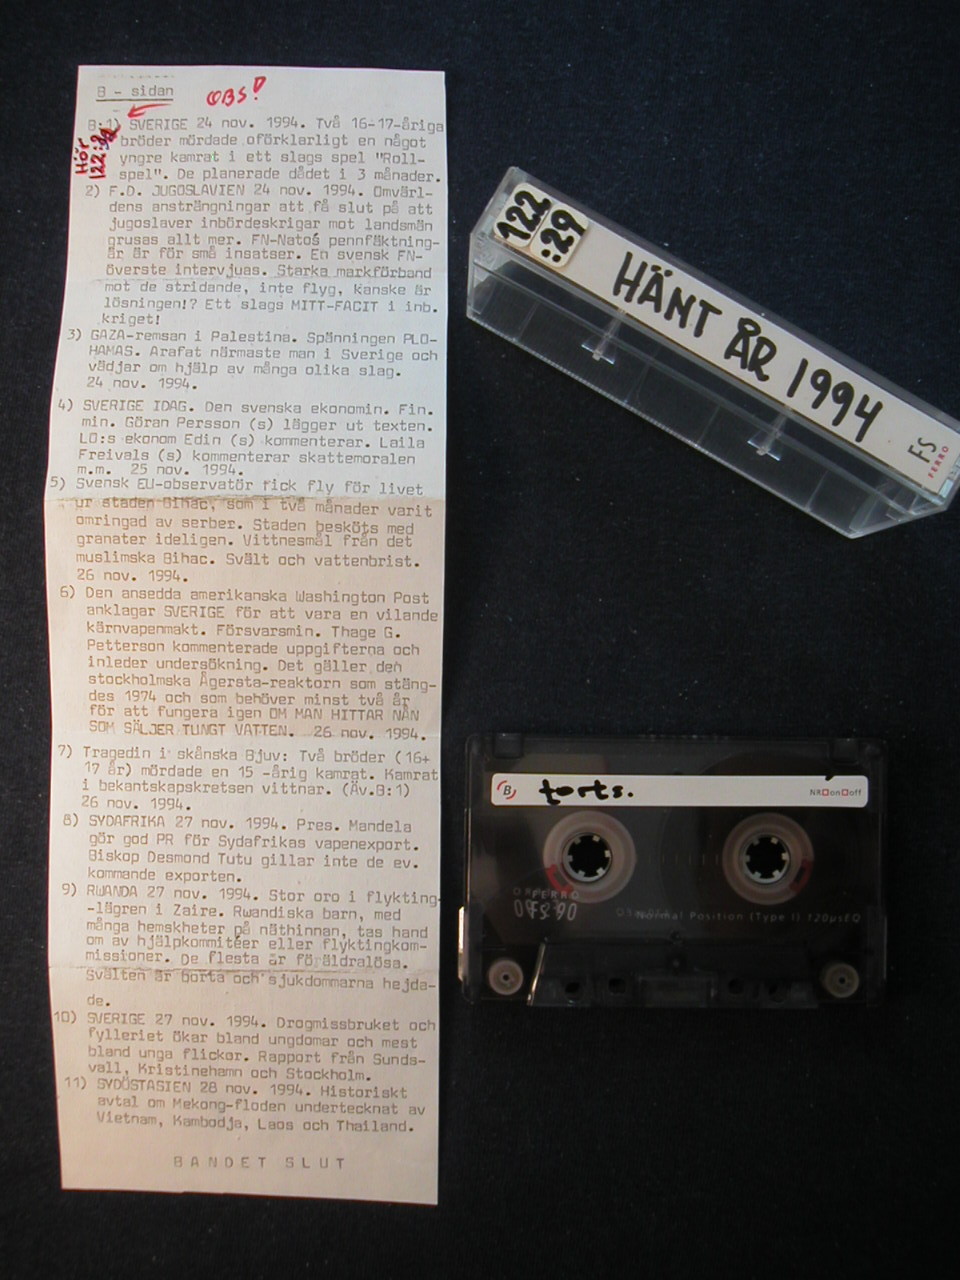 B - sidan
OBS!
Hör
B:1) SVERIGE 24 nov. 1994. Två 16-17-åriga
bröder mördade oförklarligt en något
yngre kamrat i ett slags spel "Roll-
spel". De planerade dådet i 3 månader.
2) F.D. JUGOSLAVIEN 24 nov. 1994. Omvärl-
dens ansträngningar att få slut på att
jugoslaver inbördeskrigar mot landsmän
grusas allt mer. FN-Natos pennfäktning-
ar är för små insatser. En svensk FN-
överste intervjuas. Starka markförband
mot de stridande, inte flyg, kanske är
lösningen!? Ett slags MITT-FACIT i inb.
kriget!
3) GAZA-remsan i Palestina. Spänningen PLO-
HAMAS. Arafat närmaste man i Sverige och
vädjar om hjälp av många olika slag.
24 nov. 1994.
4) SVERIGE IDAG. Den svenska ekonomin. Fin.
min. Göran Persson (s) lägger ut texten.
LO:s ekonom Edin (s) kommenterar. Laila
Freivals (s) kommenterar skattemoralen
m.m. 25 nov. 1994.
5) Svensk EU-observatör fick fly för livet
ur staden Bihac, som i två månader varit
omringad av serber. Staden besköts med
granater ideligen. Vittnesmål från det
muslimska Bihac. Svält och vattenbrist.
26 nov. 1994.
6) Den ansedda amerikanska Washington Post
anklagar SVERIGE för att vara en vilande
kärnvapenmakt. Försvarsmin. Thage G.
Petterson kommenterade uppgifterna och
inleder undersökning. Det gäller den
stockholmska Ågersta-reaktorn som stäng-
des 1974 och som behöver minst två år
för att fungera igen OM MAN HITTAR NÅN
SOM SÄLJER TUNGT VATTEN. 26 nov. 1994.
7) Tragedin i skånska Bjuv: Två bröder (16+
17 år) mördade en 15 -årig kamrat. Kamrat
i bekantskapskretsen vittnar. (Äv.B:1)
26 nov. 1994.
8) SYDAFRIKA 27 nov. 1994. Pres. Mandela
gör god PR för Sydafrikas vapenexport.
Biskop Desmond Tutu gillar inte de ev.
kommande exporten.
9) RWANDA 27 nov. 1994. Stor oro i flykting-
-lägren i Zaire. Rwandiska barn, med
många hemskheter på näthinnan, tas hand
om av hjälpkommitéer eller flyktingkom-
missioner. De flesta är föräldralösa.
Svälten är borta och sjukdommarna hejda-
de.
10) SVERIGE 27 nov. 1994. Drogmissbruket och
fylleriet ökar bland ungdomar och mest
bland unga flickor. Rapport från Sunds-
vall, Kristinehamn och Stockholm.
11) SYDÖSTASIEN 28 nov. 1994. Historiskt
avtal om Mekong-floden undertecknat av
Vietnam, Kambodja, Laos och Thailand.
BANDET SLUT
122
:29
HÄNT ÅR 1994
FS
FERRO
B
forts.
NR on off
FERRO
FS 90
Normal Position (Type I) 120µsEQ